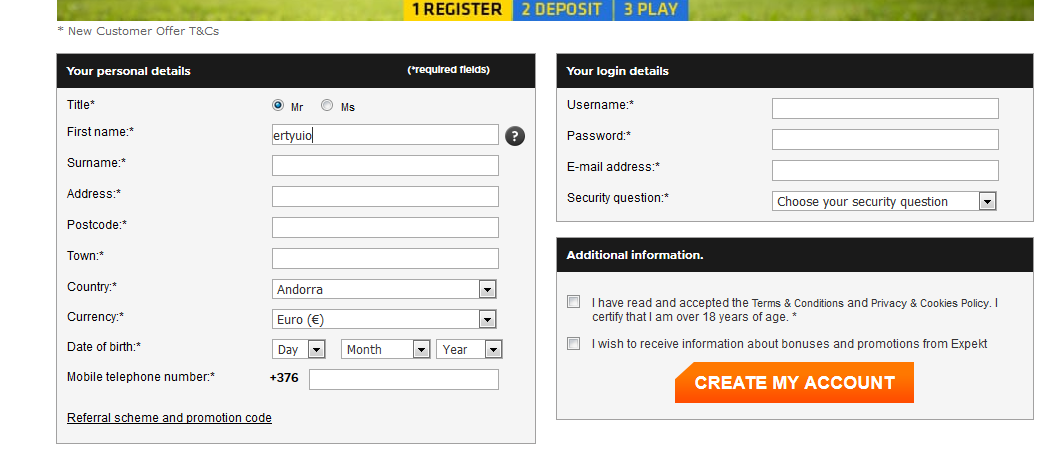 1 REGISTER 2 DEPOSIT 3 PLAY
* New Customer Offer T&Cs
Your personal details (*required fields)
Title* Mr Ms
First name:* ertyuio ?
Surname:*
Address:*
Postcode:*
Town:*
Country:* Andorra
Currency:* Euro (€)
Date of birth:* Day Month Year
Mobile telephone number:* +376
Referral scheme and promotion code
Your login details
Username:*
Password:*
E-mail address:*
Security question:* Choose your security question
Additional information.
I have read and accepted the Terms & Conditions and Privacy & Cookies Policy. I
certify that I am over 18 years of age. *
I wish to receive information about bonuses and promotions from Expekt
CREATE MY ACCOUNT